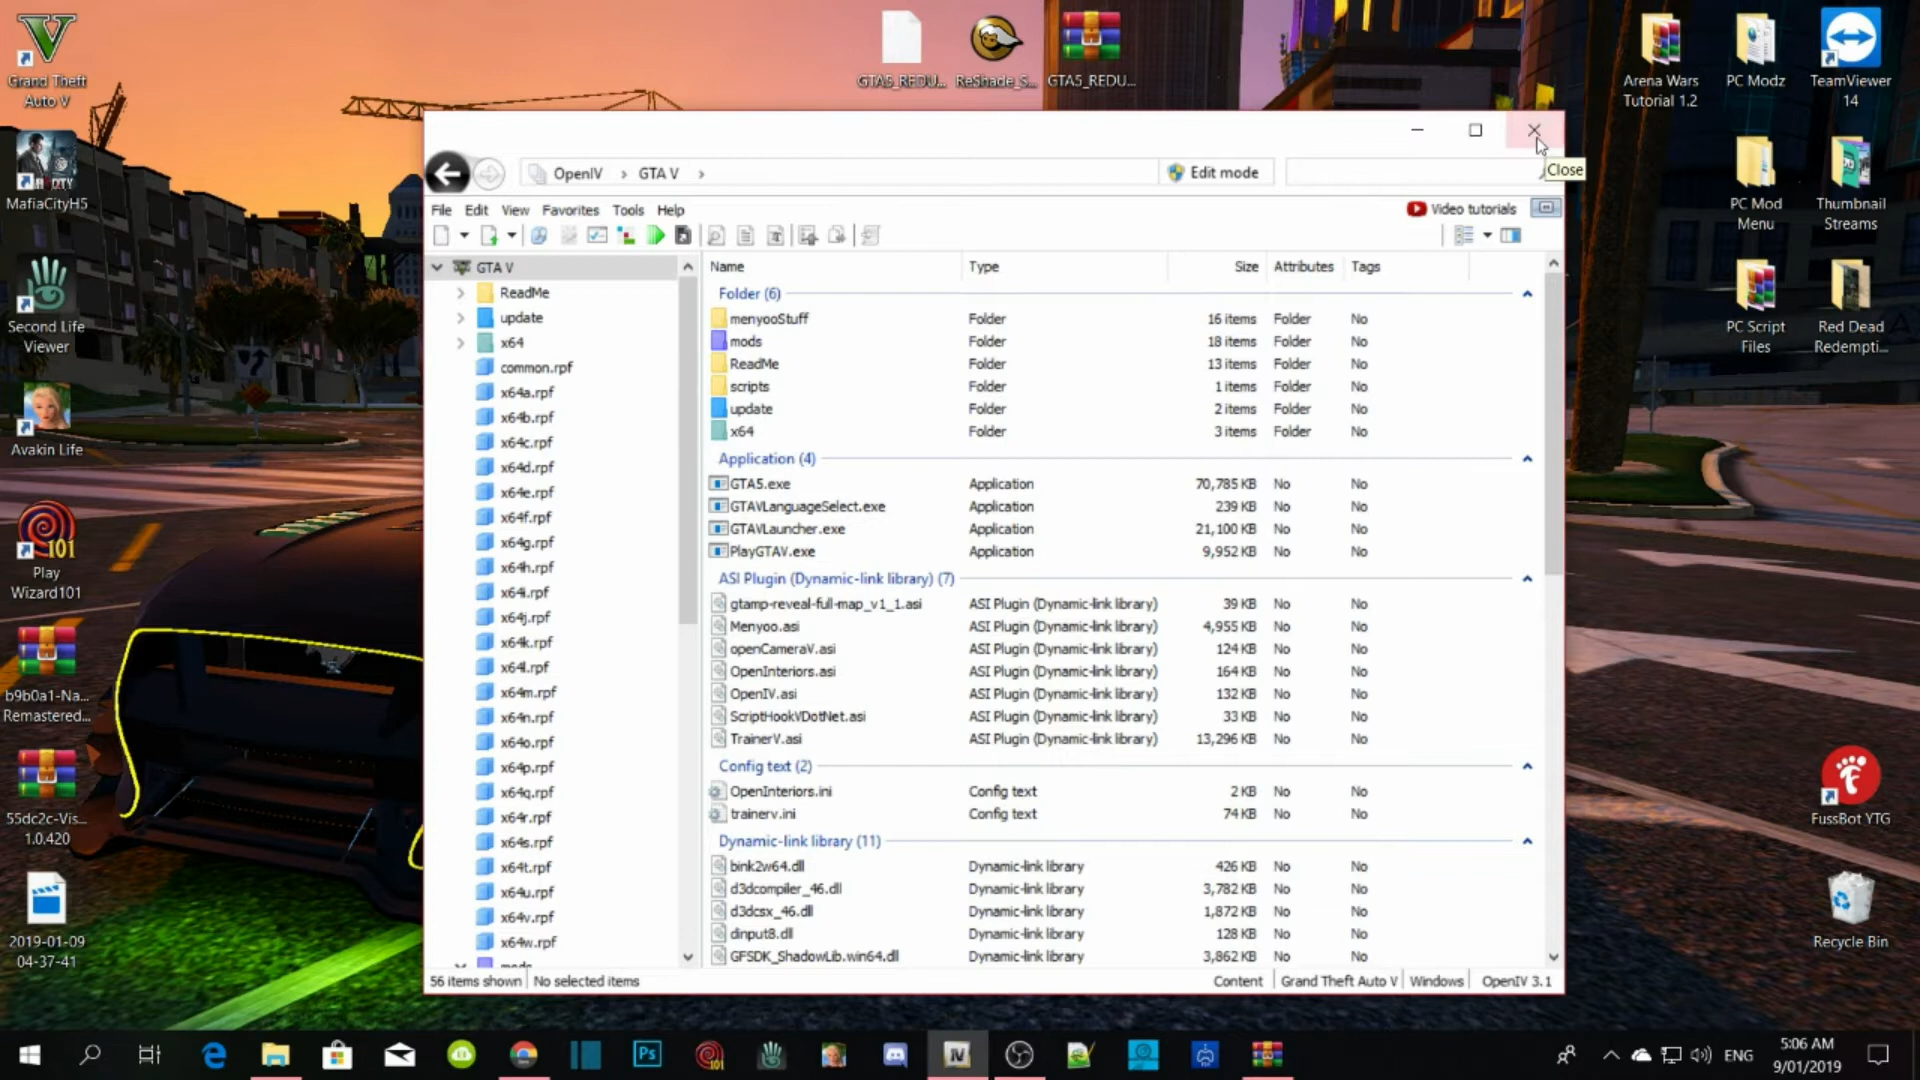 Grand Theft
Auto V
MafiaCityH5
Second Life
Viewer
Avakin Life
101
Play
Wizard101
b9b0a1-Na...
Remastered...
55dc2c-Vis...
1.0.420
2019-01-09
04-37-41
GTA5_REDU...
ReShade_S...
GTA5_REDU...
Arena Wars
Tutorial 1.2
PC Modz
TeamViewer
14
PC Mod
Menu
Thumbnail
Streams
PC Script
Files
Red Dead
Redempti...
FussBot YTG
Recycle Bin
Close
OpenIV
GTA V
Edit mode
File Edit View Favorites Tools Help
Video tutorials
GTA V
ReadMe
update
x64
common.rpf
x64a.rpf
x64b.rpf
x64c.rpf
x64d.rpf
x64e.rpf
x64f.rpf
x64g.rpf
x64h.rpf
x64i.rpf
x64j.rpf
x64k.rpf
x64l.rpf
x64m.rpf
x64n.rpf
x64o.rpf
x64p.rpf
x64q.rpf
x64r.rpf
x64s.rpf
x64t.rpf
x64u.rpf
x64v.rpf
x64w.rpf
mods
Name Type Size Attributes Tags
Folder (6)
menyooStuff Folder 16 items Folder No
mods Folder 18 items Folder No
ReadMe Folder 13 items Folder No
scripts Folder 1 items Folder No
update Folder 2 items Folder No
x64 Folder 3 items Folder No
Application (4)
GTA5.exe Application 70,785 KB No No
GTAVLanguageSelect.exe Application 239 KB No No
GTAVLauncher.exe Application 21,100 KB No No
PlayGTAV.exe Application 9,952 KB No No
ASI Plugin (Dynamic-link library) (7)
gtamp-reveal-full-map_v1_1.asi ASI Plugin (Dynamic-link library) 39 KB No No
Menyoo.asi ASI Plugin (Dynamic-link library) 4,955 KB No No
openCameraV.asi ASI Plugin (Dynamic-link library) 124 KB No No
OpenInteriors.asi ASI Plugin (Dynamic-link library) 164 KB No No
OpenIV.asi ASI Plugin (Dynamic-link library) 132 KB No No
ScriptHookVDotNet.asi ASI Plugin (Dynamic-link library) 33 KB No No
TrainerV.asi ASI Plugin (Dynamic-link library) 13,296 KB No No
Config text (2)
OpenInteriors.ini Config text 2 KB No No
trainerv.ini Config text 74 KB No No
Dynamic-link library (11)
bink2w64.dll Dynamic-link library 426 KB No No
d3dcompiler_46.dll Dynamic-link library 3,782 KB No No
d3dcsx_46.dll Dynamic-link library 1,872 KB No No
dinput8.dll Dynamic-link library 128 KB No No
GFSDK_ShadowLib.win64.dll Dynamic-link library 3,862 KB No No
56 items shown No selected items
Content Grand Theft Auto V Windows OpenIV 3.1
Ps
IV
ENG
5:06 AM
9/01/2019